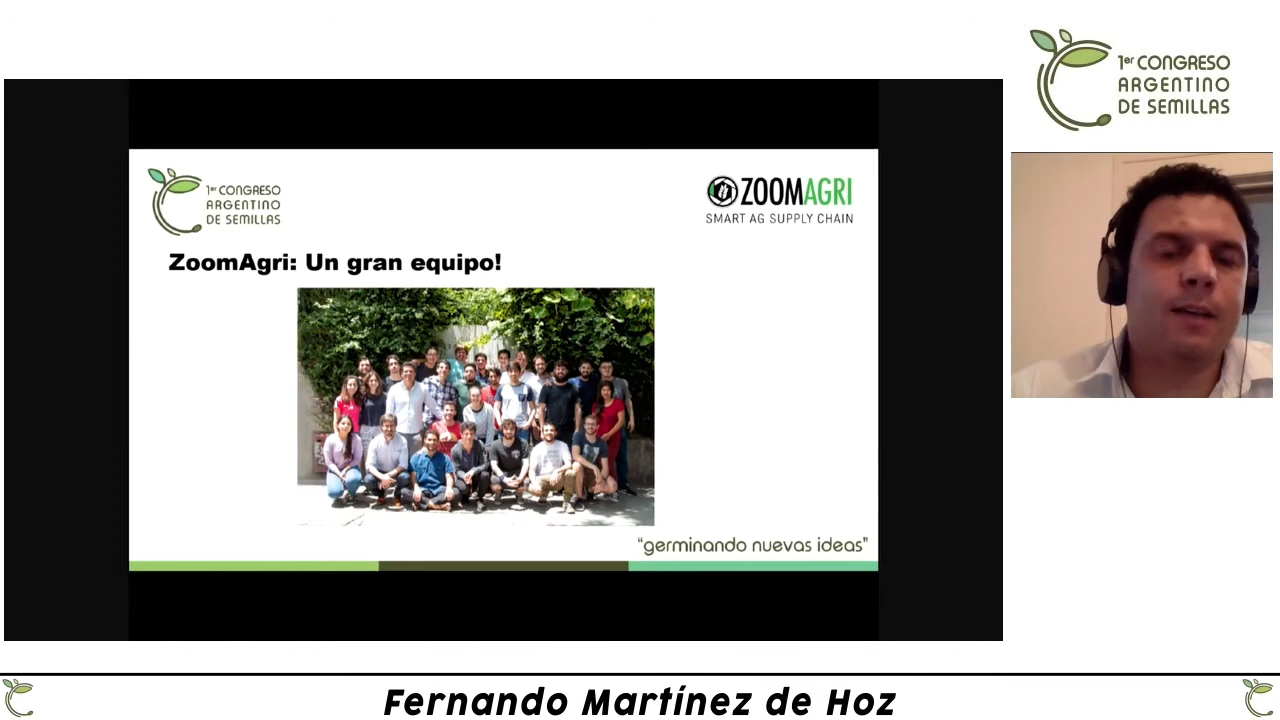 1er CONGRESO
ARGENTINO
DE SEMILLAS
1er CONGRESO
ARGENTINO
DE SEMILLAS
ZOOMAGRI
SMART AG SUPPLY CHAIN
ZoomAgri: Un gran equipo!
“germinando nuevas ideas”
Fernando Martínez de Hoz